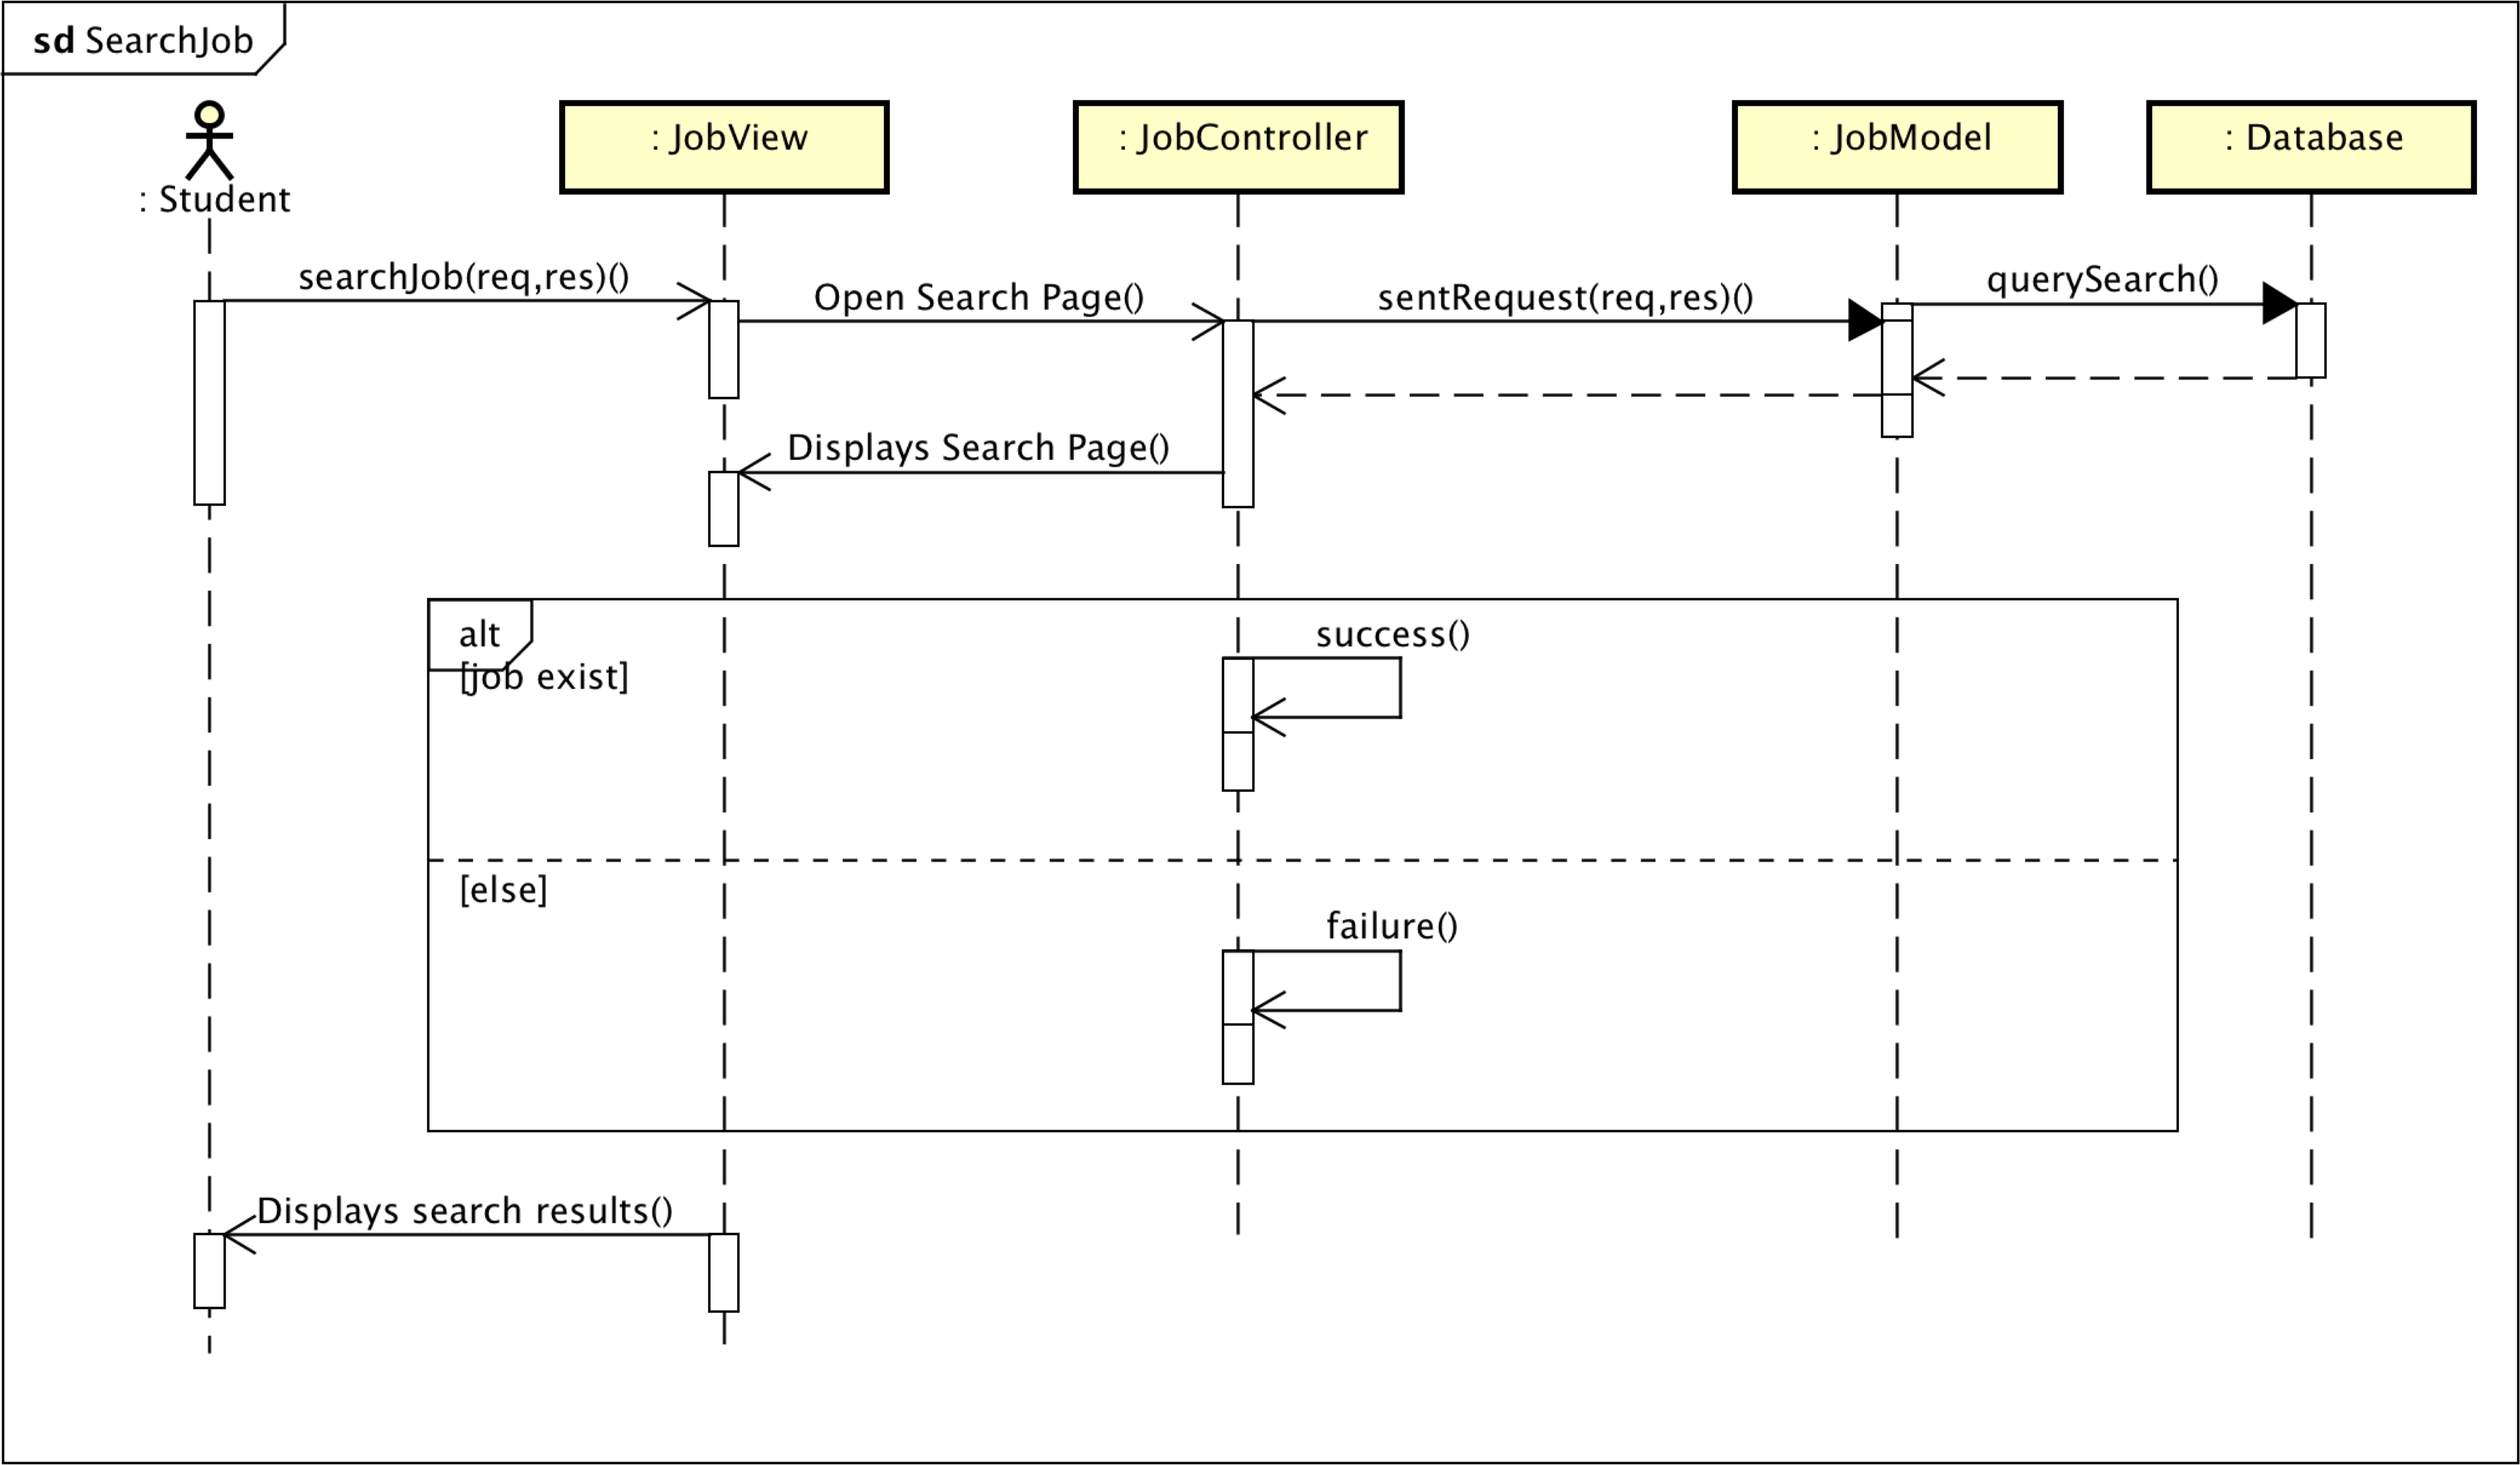 sd SearchJob
: Student
: JobView
: JobController
: JobModel
: Database
searchJob(req,res)()
Open Search Page()
sentRequest(req,res)()
querySearch()
Displays Search Page()
alt
[job exist]
success()
[else]
failure()
Displays search results()